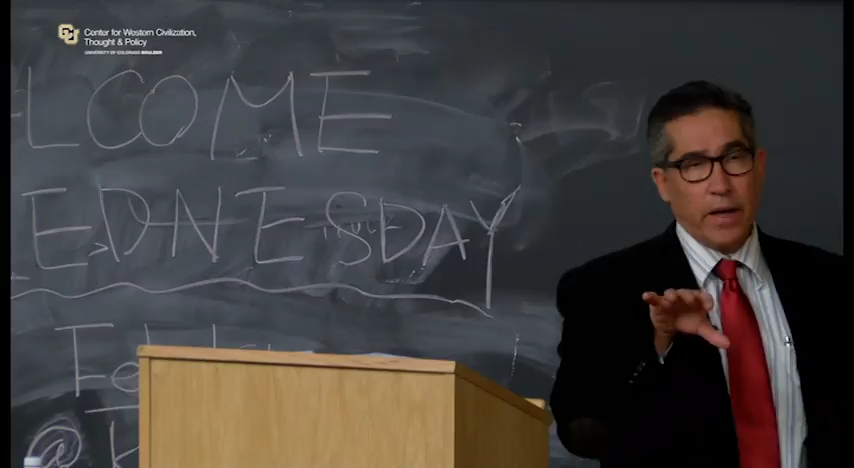 Center for Western Civilization,
Thought & Policy
UNIVERSITY OF COLORADO BOULDER
LCOME
EDNESDAY